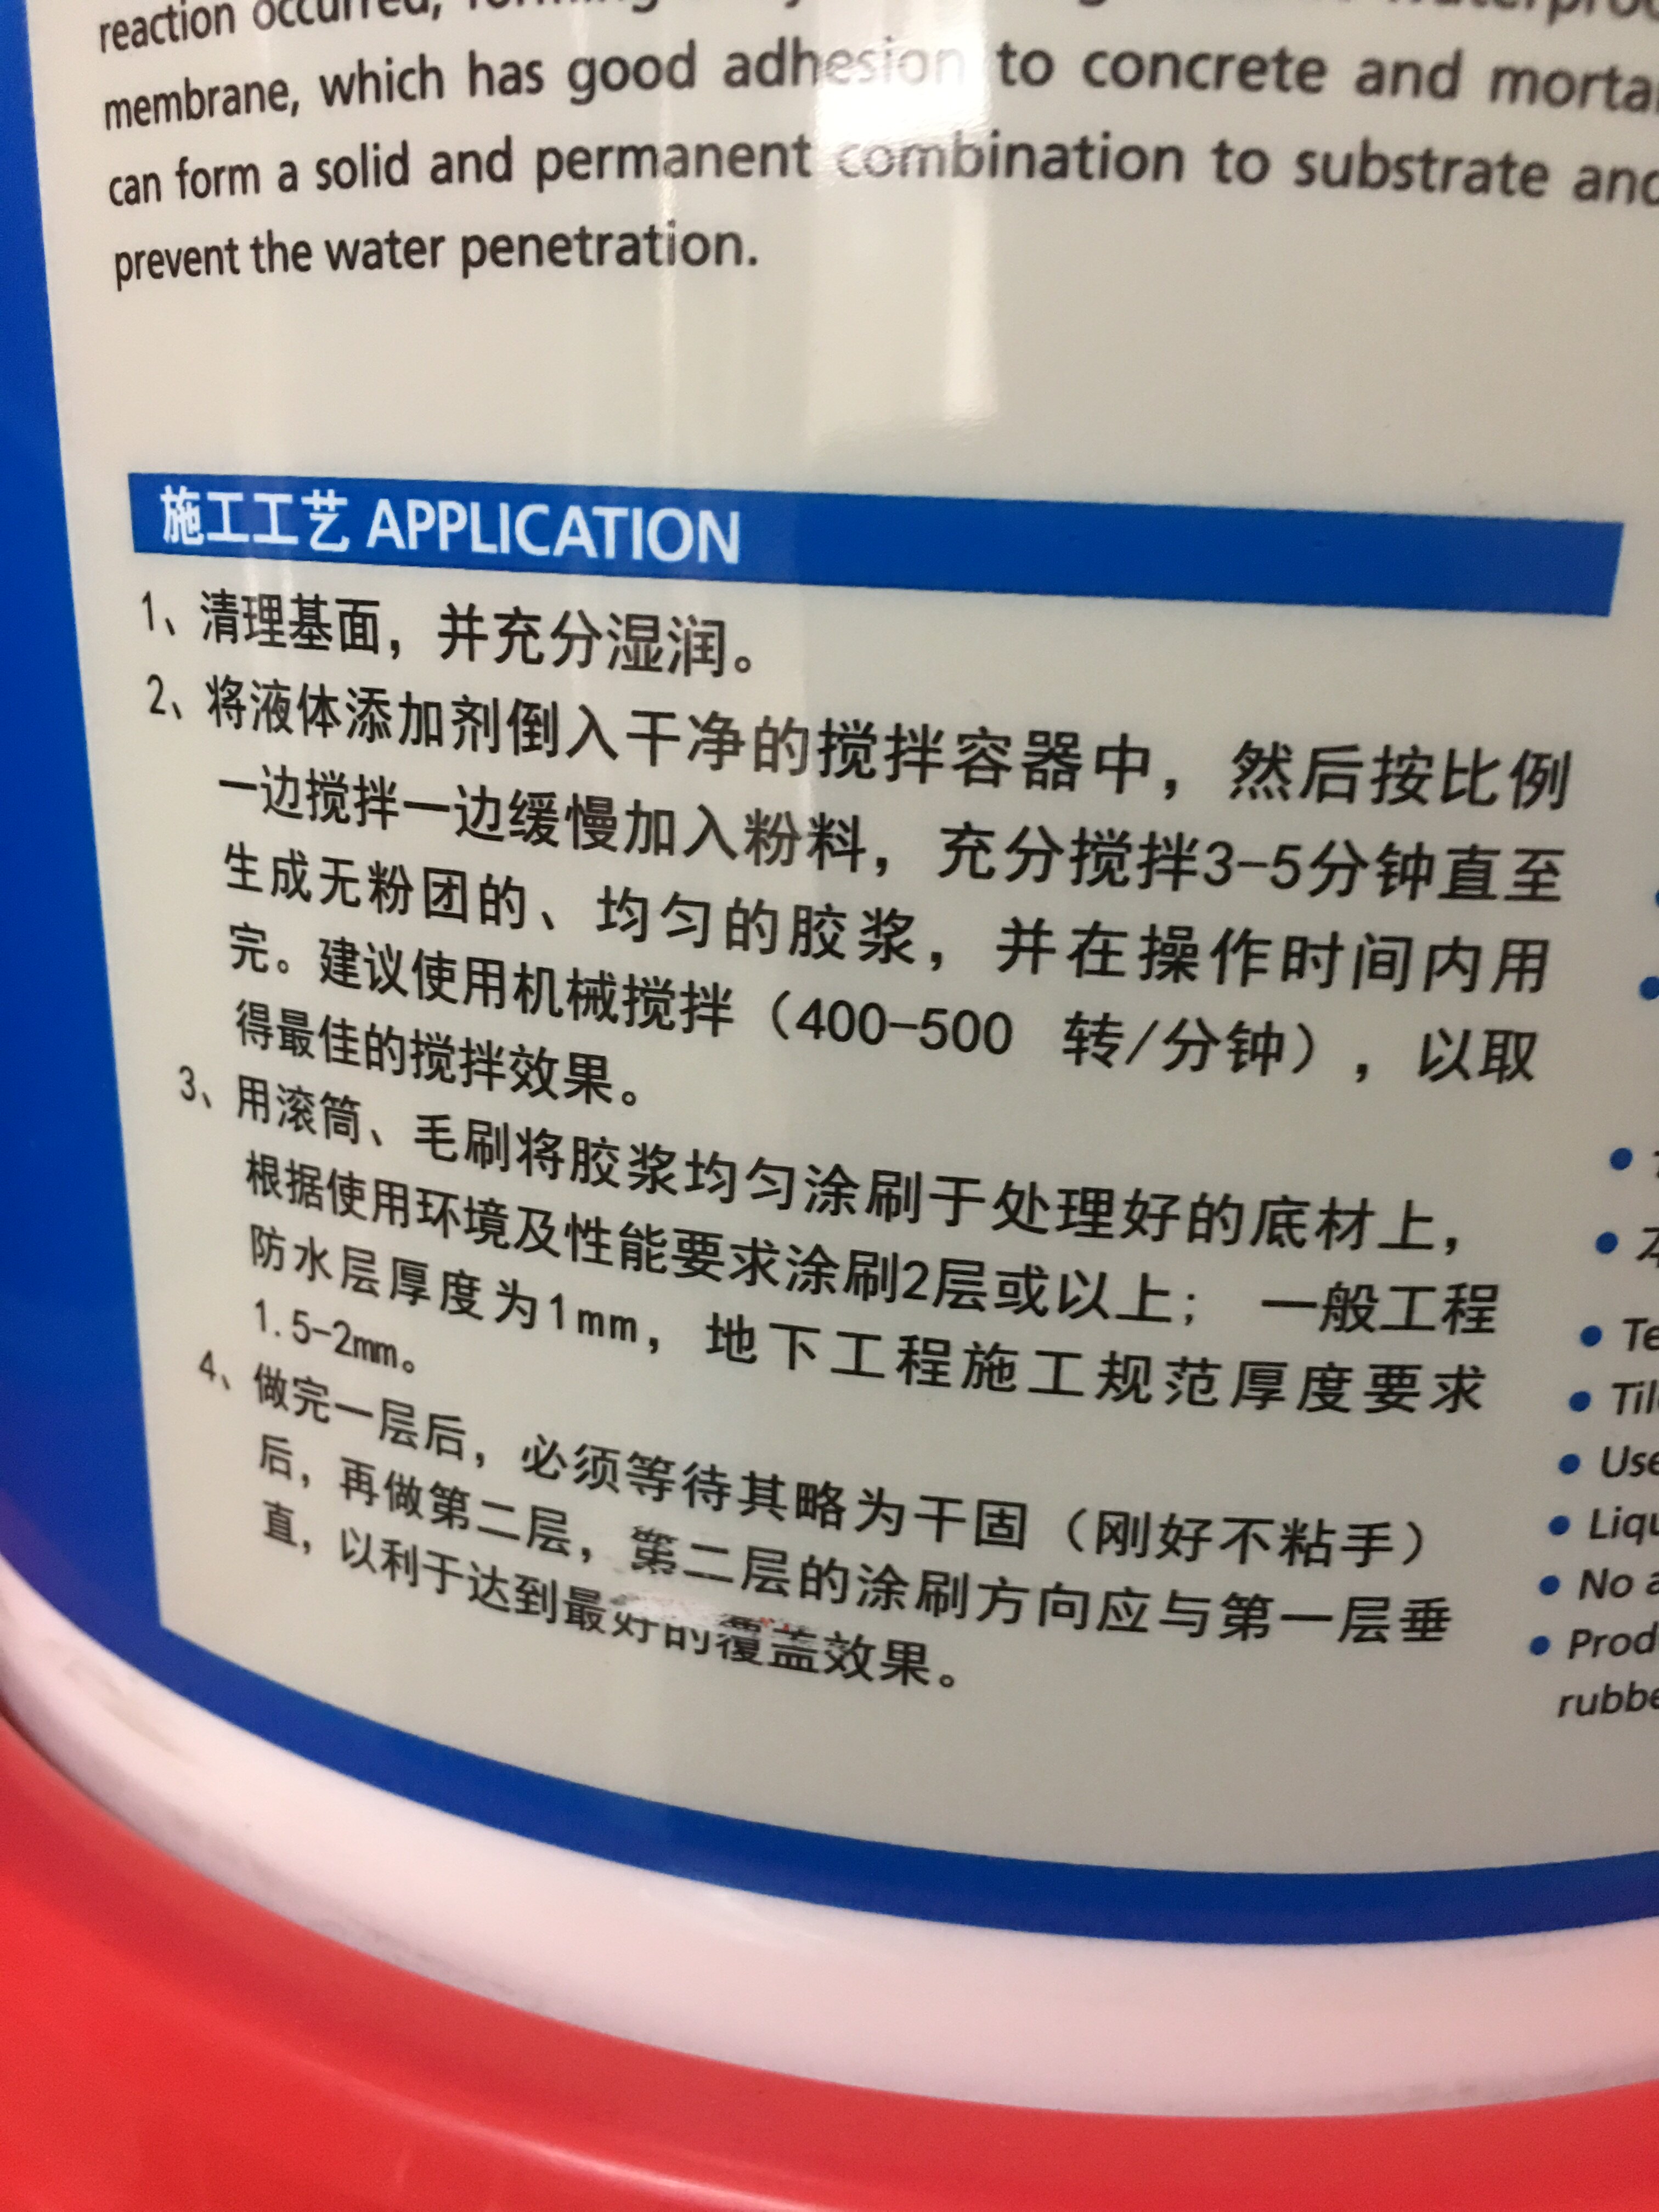 reaction occurred, forming
membrane, which has good adhesion to concrete and
can form a solid and permanent combination to substrate
prevent the water penetration.
施工工艺 APPLICATION
1、清理基面，并充分湿润。
2、将液体添加剂倒入干净的搅拌容器中，然后按比例
一边搅拌一边缓慢加入粉料，充分搅拌3-5分钟直至
生成无粉团的、均匀的胶浆，并在操作时间内用
完。建议使用机械搅拌（400-500 转/分钟），以取
得最佳的搅拌效果。
3、用滚筒、毛刷将胶浆均匀涂刷于处理好的底材上，
根据使用环境及性能要求涂刷2层或以上； 一般工程
防水层厚度为1mm，地下工程施工规范厚度要求
1.5-2mm。
4、做完一层后，必须等待其略为干固（刚好不粘手）
后，再做第二层，第二层的涂刷方向应与第一层垂
直，以利于达到最好的覆盖效果。
本
Liqu
No